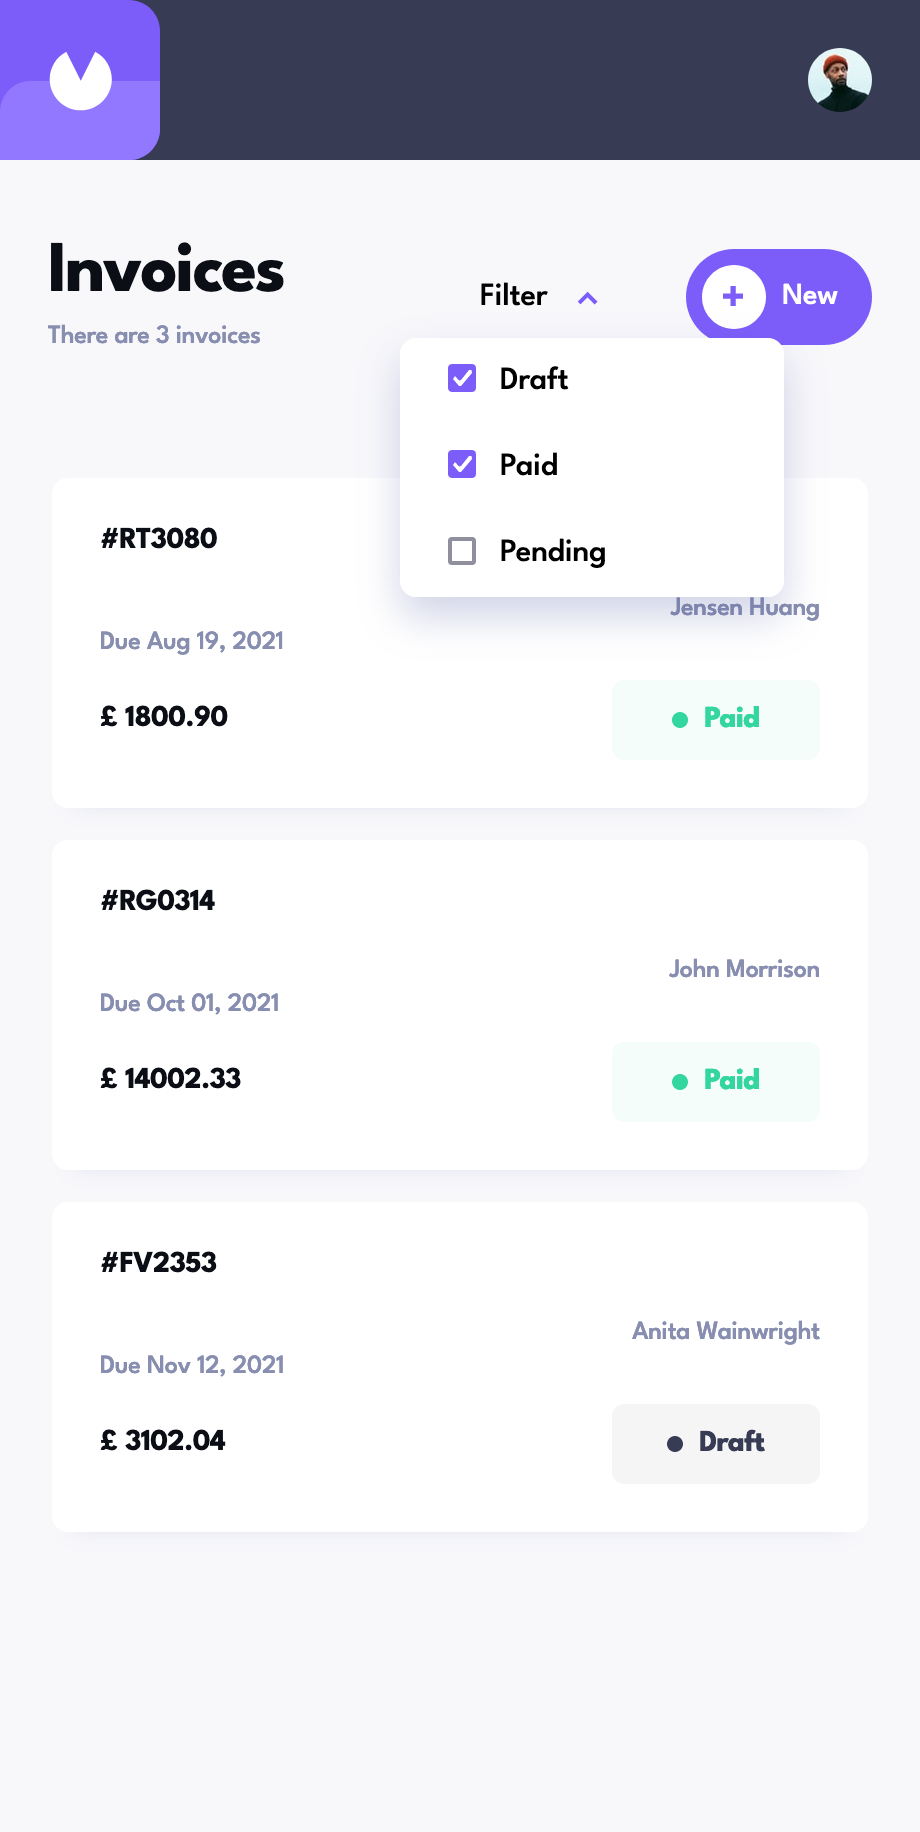 Invoices
There are 3 invoices
Filter
New
Draft
Paid
Pending
#RT3080
Jensen Huang
Due Aug 19, 2021
£ 1800.90
Paid
#RG0314
John Morrison
Due Oct 01, 2021
£ 14002.33
Paid
#FV2353
Anita Wainwright
Due Nov 12, 2021
£ 3102.04
Draft